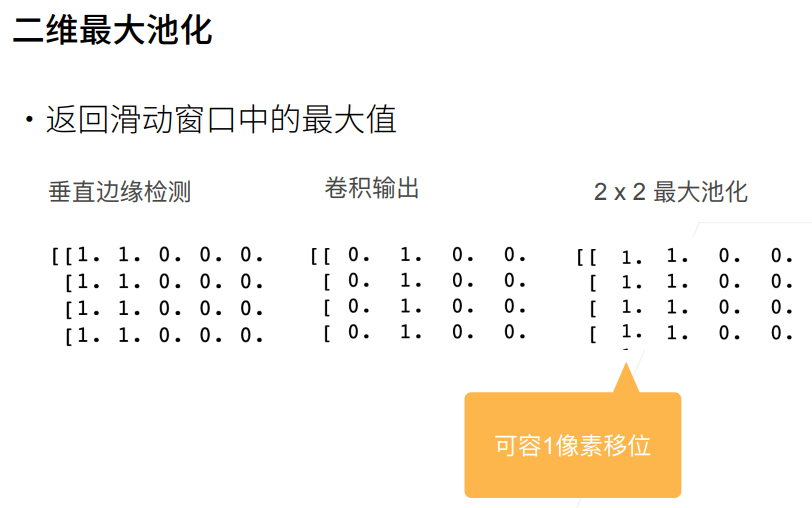 二维最大池化
• 返回滑动窗口中的最大值
垂直边缘检测
[[1. 1. 0. 0. 0.
[1. 1. 0. 0. 0.
[1. 1. 0. 0. 0.
[1. 1. 0. 0. 0.
卷积输出
[[ 0. 1. 0. 0.
[ 0. 1. 0. 0.
[ 0. 1. 0. 0.
[ 0. 1. 0. 0.
2 x 2 最大池化
[[ 1. 1. 0. 0.
[ 1. 1. 0. 0.
[ 1. 1. 0. 0.
[ 1. 1. 0. 0.
可容1像素移位